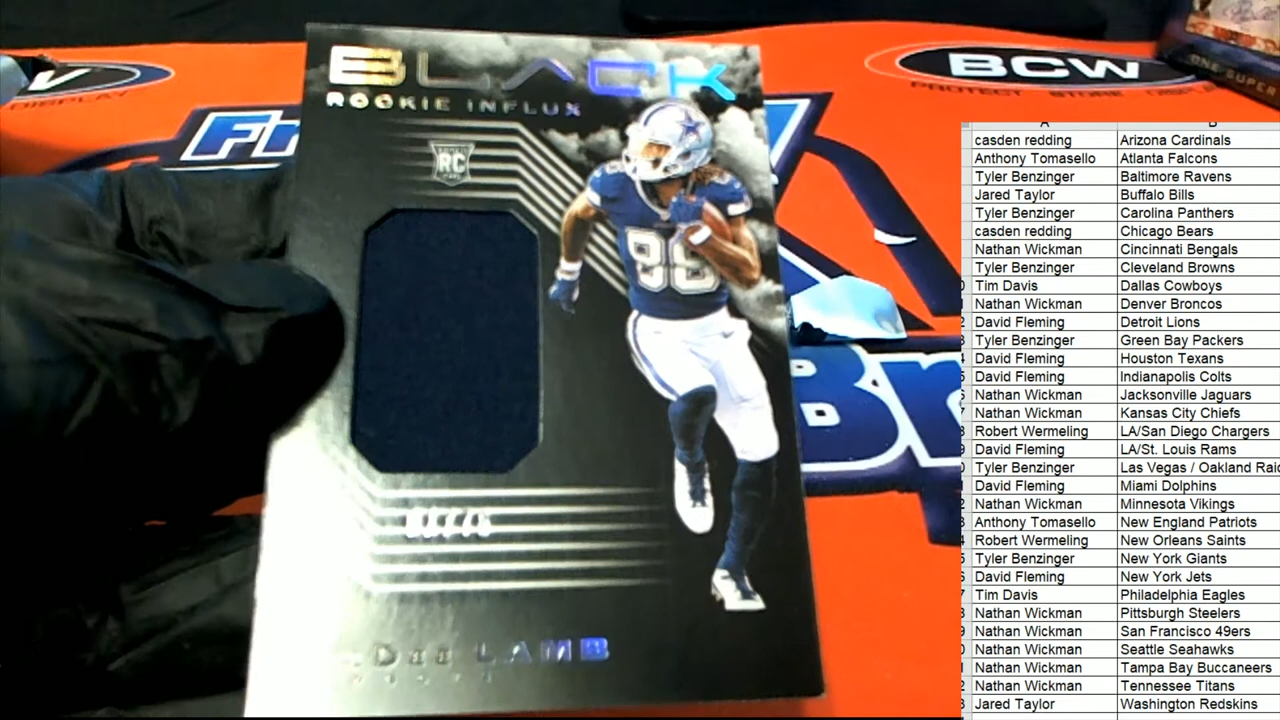 BLACK
ROOKIE INFLUX
RC
88
LAMB
V
DISPLAY
BCW
PROTECT STORE
ONE SUPER
Br
A B
casden redding Arizona Cardinals
Anthony Tomasello Atlanta Falcons
Tyler Benzinger Baltimore Ravens
Jared Taylor Buffalo Bills
Tyler Benzinger Carolina Panthers
casden redding Chicago Bears
Nathan Wickman Cincinnati Bengals
Tyler Benzinger Cleveland Browns
Tim Davis Dallas Cowboys
Nathan Wickman Denver Broncos
David Fleming Detroit Lions
Tyler Benzinger Green Bay Packers
David Fleming Houston Texans
David Fleming Indianapolis Colts
Nathan Wickman Jacksonville Jaguars
Nathan Wickman Kansas City Chiefs
Robert Wermeling LA/San Diego Chargers
David Fleming LA/St. Louis Rams
Tyler Benzinger Las Vegas / Oakland Raid
David Fleming Miami Dolphins
Nathan Wickman Minnesota Vikings
Anthony Tomasello New England Patriots
Robert Wermeling New Orleans Saints
Tyler Benzinger New York Giants
David Fleming New York Jets
Tim Davis Philadelphia Eagles
Nathan Wickman Pittsburgh Steelers
Nathan Wickman San Francisco 49ers
Nathan Wickman Seattle Seahawks
Nathan Wickman Tampa Bay Buccaneers
Nathan Wickman Tennessee Titans
Jared Taylor Washington Redskins